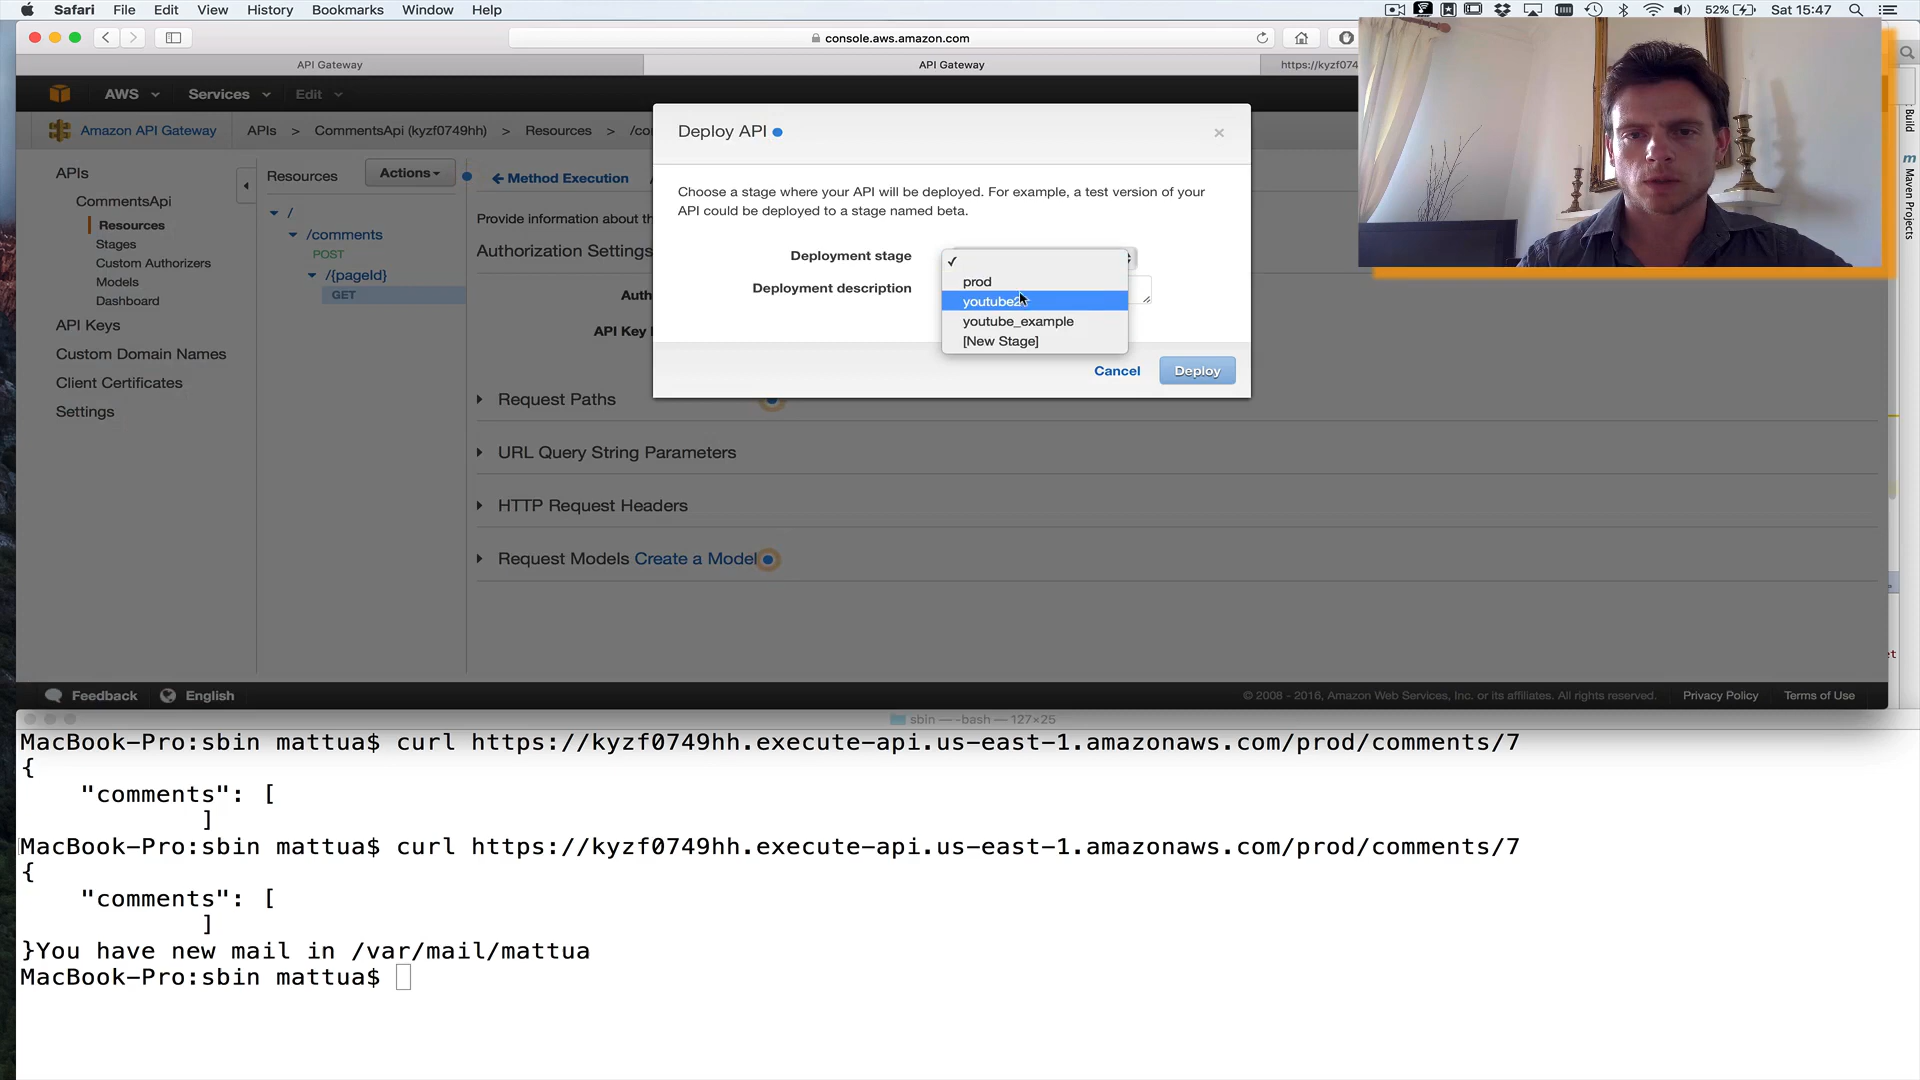 Safari File Edit View History Bookmarks Window Help
52% Sat 15:47
console.aws.amazon.com
API Gateway
API Gateway
https://kyzf074
AWS Services Edit
Amazon API Gateway APIs > CommentsApi (kyzf0749hh) > Resources > /co
APIs
CommentsApi
Resources
Stages
Custom Authorizers
Models
Dashboard
API Keys
Custom Domain Names
Client Certificates
Settings
Resources
Actions
/
/comments
POST
/{pageId}
GET
Method Execution
Provide information about th
Authorization Settings
Auth
API Key
Request Paths
URL Query String Parameters
HTTP Request Headers
Request Models Create a Model
Deploy API
×
Choose a stage where your API will be deployed. For example, a test version of your
API could be deployed to a stage named beta.
Deployment stage
✓
prod
youtube2
youtube_example
[New Stage]
Deployment description
Cancel
Deploy
Build
m Maven Projects
Feedback
English
© 2008 - 2016, Amazon Web Services, Inc. or its affiliates. All rights reserved.
Privacy Policy
Terms of Use
sbin — -bash — 127×25
MacBook-Pro:sbin mattua$ curl https://kyzf0749hh.execute-api.us-east-1.amazonaws.com/prod/comments/7
{
"comments": [
]
MacBook-Pro:sbin mattua$ curl https://kyzf0749hh.execute-api.us-east-1.amazonaws.com/prod/comments/7
{
"comments": [
]
}You have new mail in /var/mail/mattua
MacBook-Pro:sbin mattua$